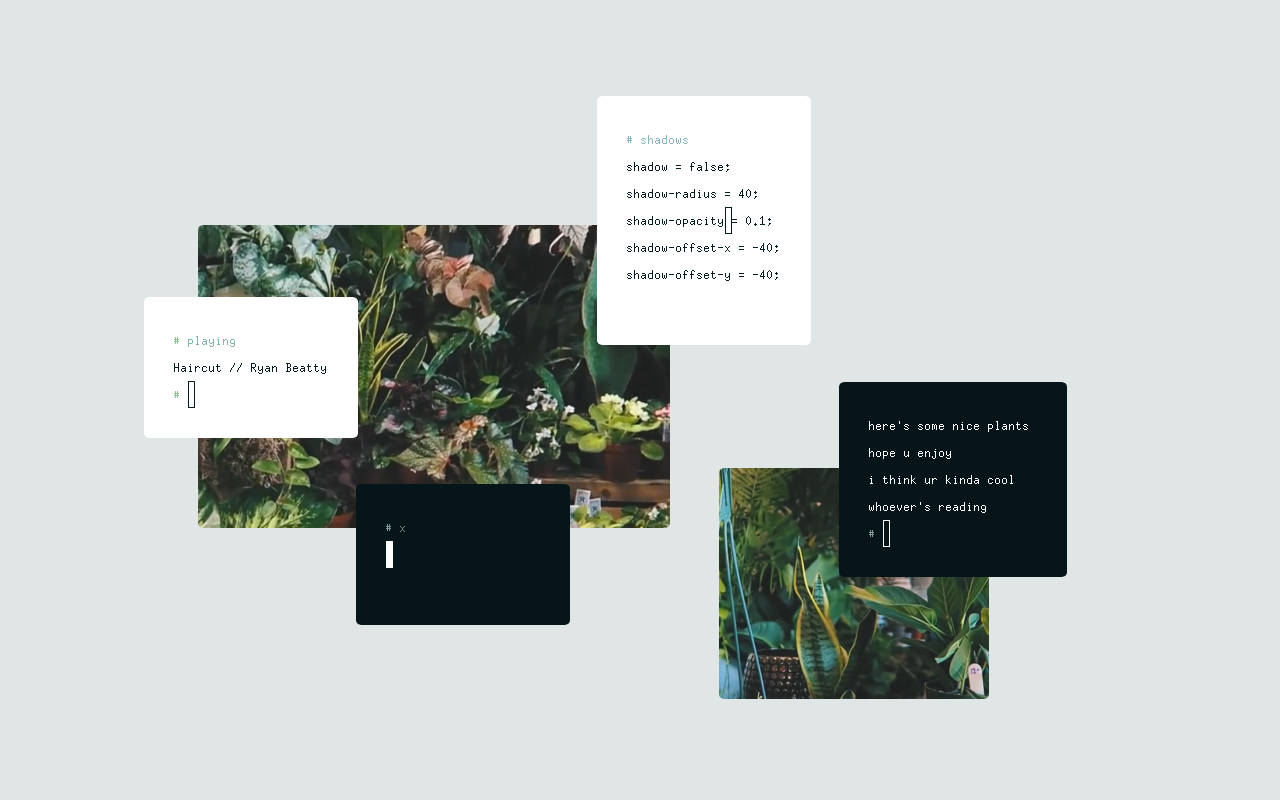 # shadows
shadow = false;
shadow-radius = 40;
shadow-opacity = 0.1;
shadow-offset-x = -40;
shadow-offset-y = -40;
# playing
Haircut // Ryan Beatty
#
here's some nice plants
hope u enjoy
i think ur kinda cool
whoever's reading
#
# x